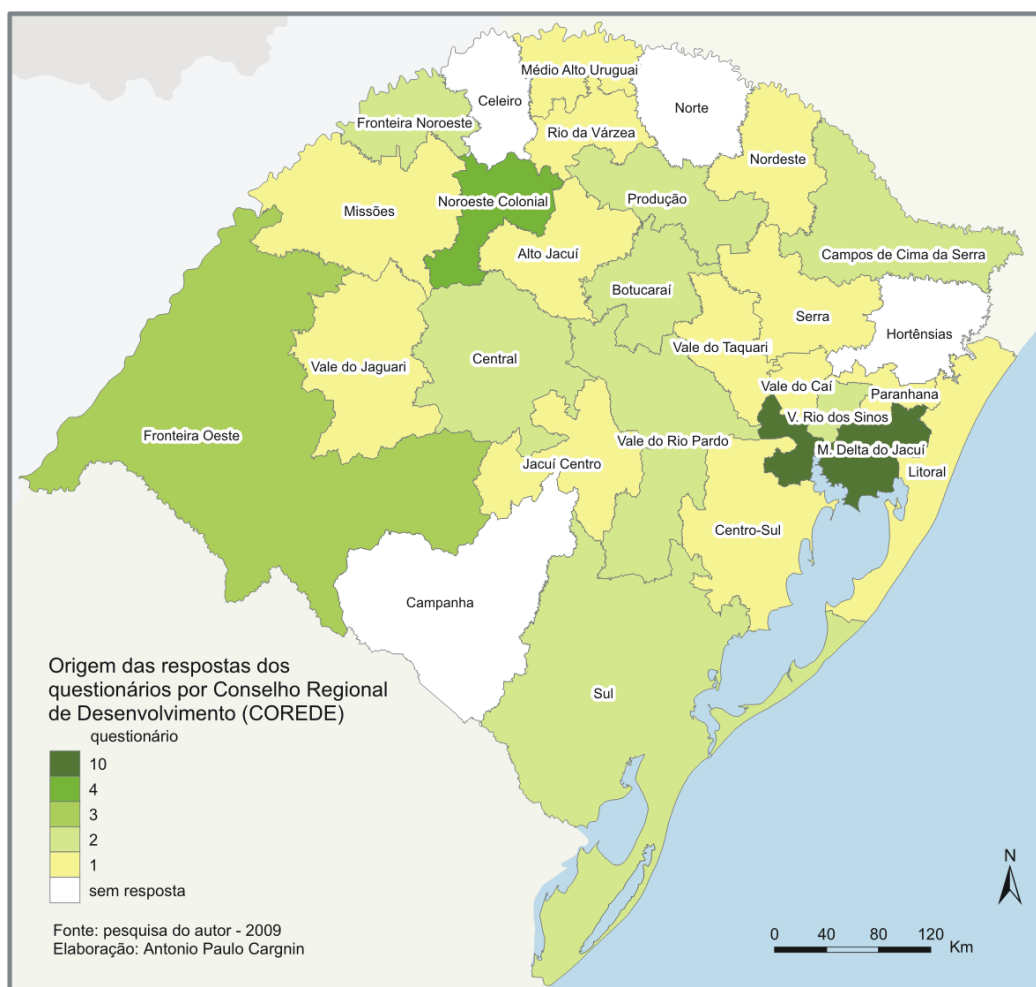 Médio Alto Uruguai
Celeiro
Norte
Fronteira Noroeste
Rio da Várzea
Nordeste
Missões
Noroeste Colonial
Produção
Alto Jacuí
Campos de Cima da Serra
Botucaraí
Serra
Hortênsias
Vale do Jaguari
Central
Vale do Taquari
Vale do Caí
Paranhana
V. Rio dos Sinos
Fronteira Oeste
Vale do Rio Pardo
M. Delta do Jacuí
Jacuí Centro
Litoral
Centro-Sul
Campanha
Sul
Origem das respostas dos
questionários por Conselho Regional
de Desenvolvimento (COREDE)
questionário
10
4
3
2
1
sem resposta
Fonte: pesquisa do autor - 2009
Elaboração: Antonio Paulo Cargnin
N
0 40 80 120
Km